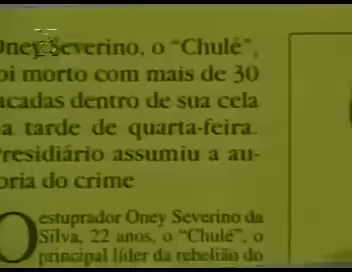 Oney Severino, o “Chulé”,
oi morto com mais de 30
acadas dentro de sua cela
a tarde de quarta-feira.
residiário assumiu a au-
oria do crime
O estuprador Oney Severino da
Silva, 22 anos, o “Chulé”, o
principal líder da rebelião do